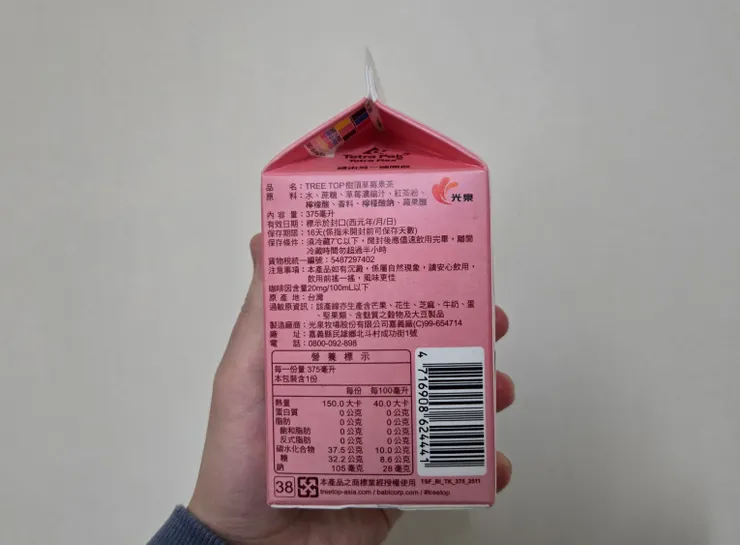 Tetra Pak
光泉
品　　名：TREE TOP樹頂草莓果茶
原　　料：水、蔗糖、草莓濃縮汁、紅茶粉、
檸檬酸、香料、檸檬酸鈉、蘋果酸
內 容 量：375毫升
有效日期：標示於封口(西元年/月/日)
保存期限：16天(係指未開封前可保存天數)
保存條件：須冷藏7℃以下，開封後應儘速飲用完畢，離開
冷藏時間勿超過半小時
貨物稅統一編號：5487297402
注意事項：本產品如有沉澱，係屬自然現象，請安心飲用，
飲用前搖一搖，風味更佳
咖啡因含量20mg/100mL以下
原 產 地：台灣
過敏原資訊：該產線亦生產含芒果、花生、芝麻、牛奶、蛋
、堅果類、含麩質之穀物及大豆製品
製造廠商：光泉牧場股份有限公司嘉義廠(C)99-654714
廠　　址：嘉義縣民雄鄉北斗村成功街1號
電　　話：0800-092-898
營 養 標 示
每一份量 375毫升
本包裝含1份
每份 每100毫升
熱量 150.0 大卡 40.0 大卡
蛋白質 0 公克 0 公克
脂肪 0 公克 0 公克
飽和脂肪 0 公克 0 公克
反式脂肪 0 公克 0 公克
碳水化合物 37.5 公克 10.0 公克
糖 32.2 公克 8.6 公克
鈉 105 毫克 28 毫克
4 716908 624441
38
本產品之商標業經授權使用
TSF_BI_TK_375_2011
treetop-asia.com / babicorp.com / #treetop